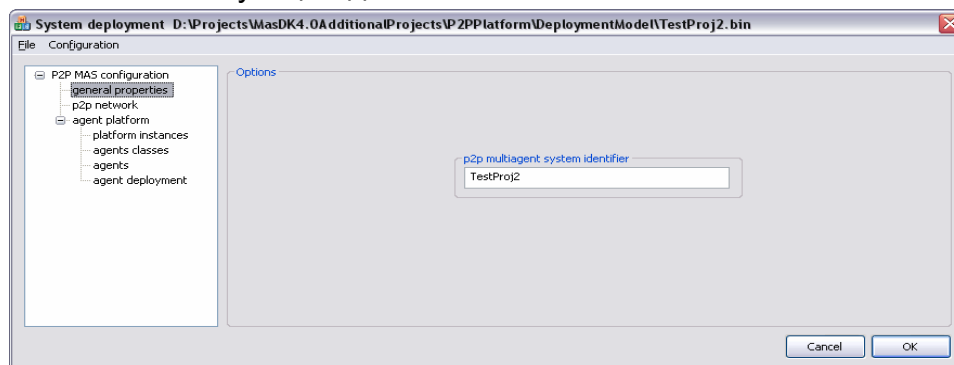 System deployment D:\Projects\MasDK4.0AdditionalProjects\P2PPlatform\DeploymentModel\TestProj2.bin
File Configuration
P2P MAS configuration
general properties
p2p network
agent platform
platform instances
agents classes
agents
agent deployment
Options
p2p multiagent system identifier
TestProj2
Cancel OK